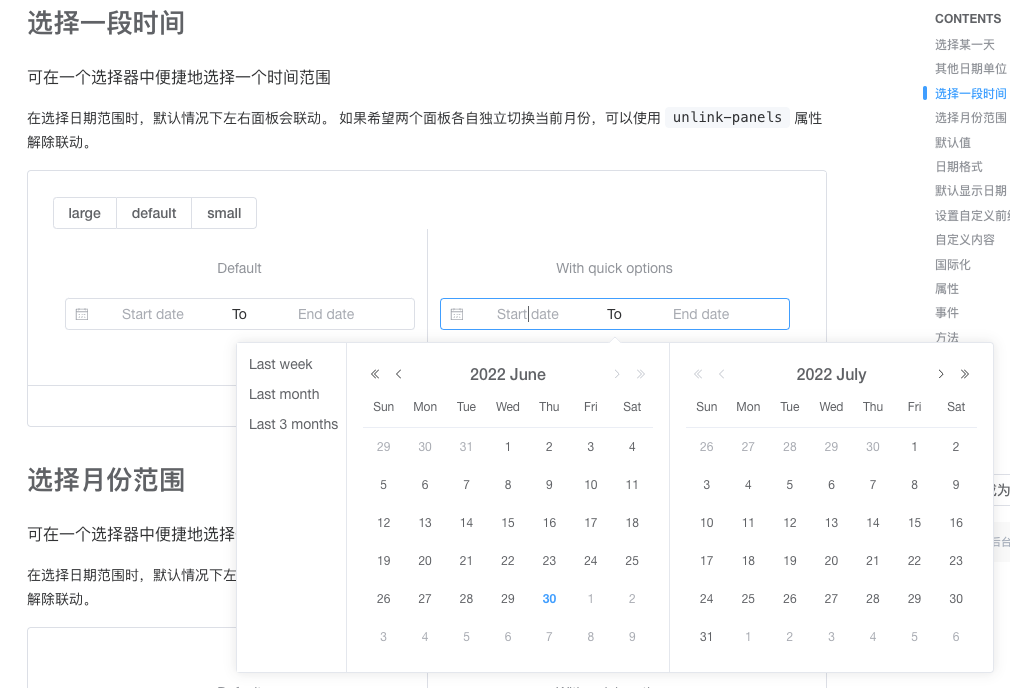 选择一段时间
可在一个选择器中便捷地选择一个时间范围
在选择日期范围时，默认情况下左右面板会联动。 如果希望两个面板各自独立切换当前月份，可以使用 unlink-panels 属性
解除联动。
large default small
Default
With quick options
Start date To End date
Start date To End date
Last week
Last month
Last 3 months
2022 June
Sun Mon Tue Wed Thu Fri Sat
29 30 31 1 2 3 4
5 6 7 8 9 10 11
12 13 14 15 16 17 18
19 20 21 22 23 24 25
26 27 28 29 30 1 2
3 4 5 6 7 8 9
2022 July
Sun Mon Tue Wed Thu Fri Sat
26 27 28 29 30 1 2
3 4 5 6 7 8 9
10 11 12 13 14 15 16
17 18 19 20 21 22 23
24 25 26 27 28 29 30
31 1 2 3 4 5 6
选择月份范围
可在一个选择器中便捷地选择
在选择日期范围时，默认情况下左
解除联动。
CONTENTS
选择某一天
其他日期单位
选择一段时间
选择月份范围
默认值
日期格式
默认显示日期
设置自定义前
自定义内容
国际化
属性
事件
方法